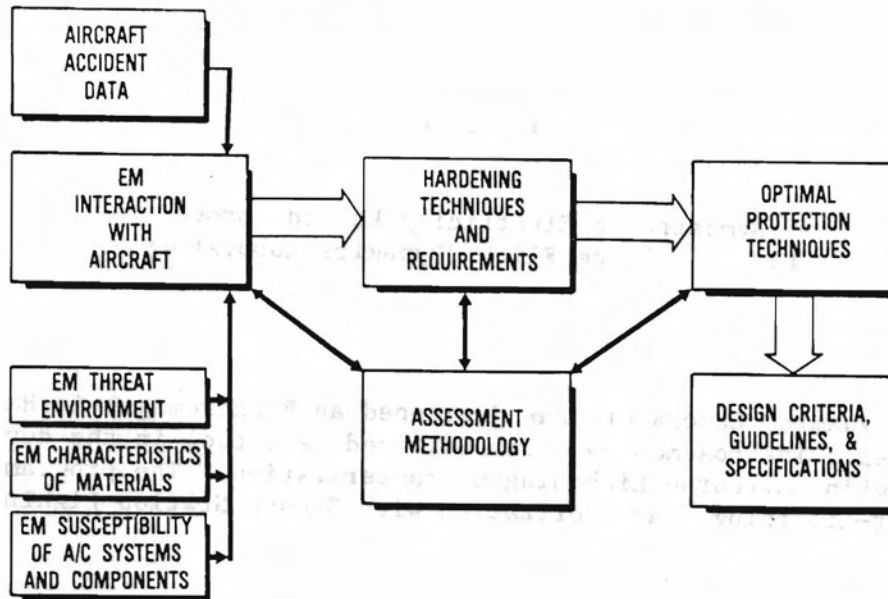 AIRCRAFT
ACCIDENT
DATA
EM
INTERACTION
WITH
AIRCRAFT
HARDENING
TECHNIQUES
AND
REQUIREMENTS
OPTIMAL
PROTECTION
TECHNIQUES
EM THREAT
ENVIRONMENT
EM CHARACTERISTICS
OF MATERIALS
EM SUSCEPTIBILITY
OF A/C SYSTEMS
AND COMPONENTS
ASSESSMENT
METHODOLOGY
DESIGN CRITERIA,
GUIDELINES, &
SPECIFICATIONS